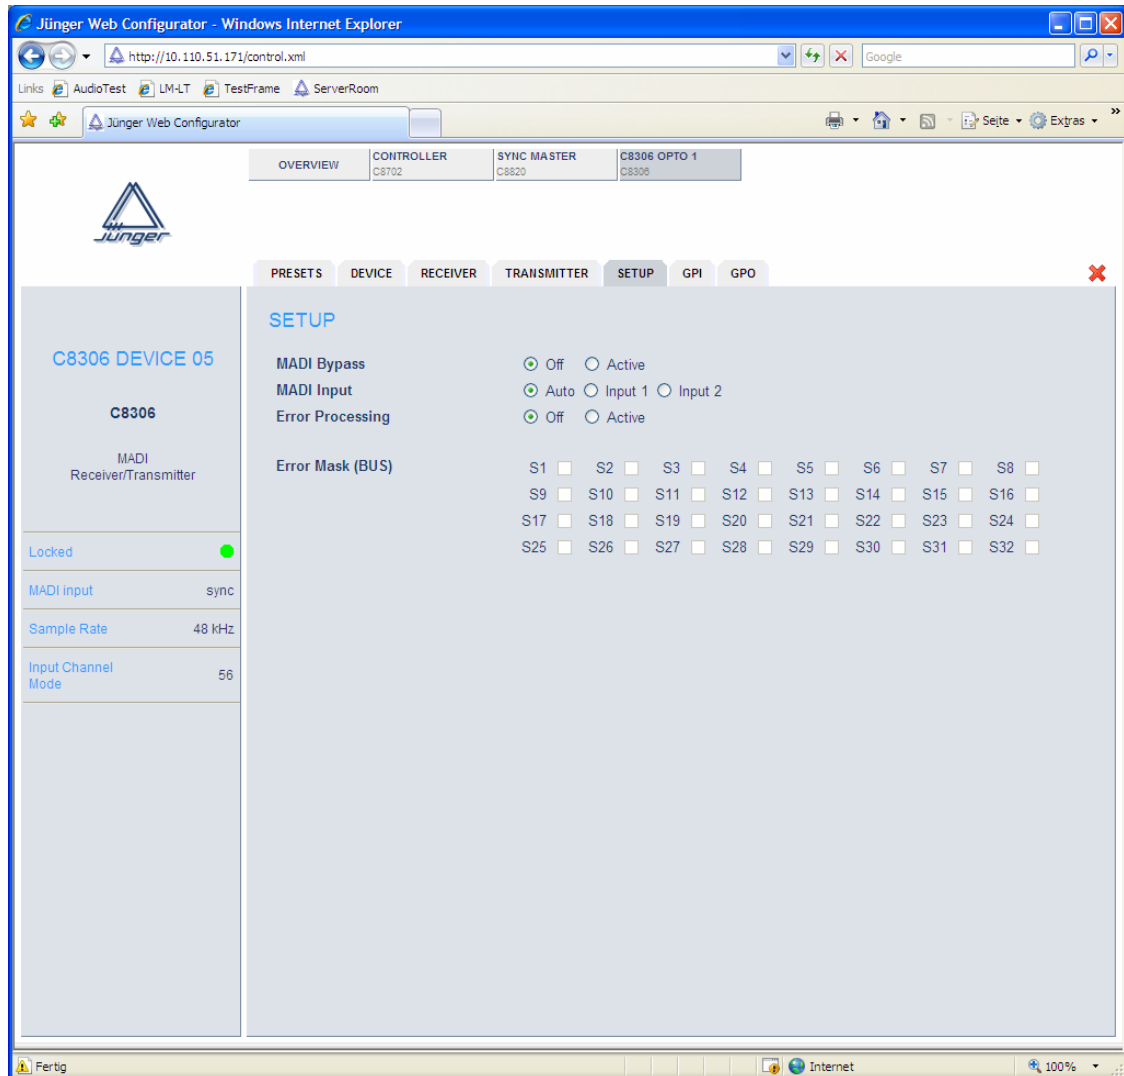 Jünger Web Configurator - Windows Internet Explorer
http://10.110.51.171/control.xml
Google
Links AudioTest LM-LT TestFrame ServerRoom
Jünger Web Configurator
Seite Extras »
OVERVIEW
CONTROLLER
C8702
SYNC MASTER
C8820
C8306 OPTO 1
C8306
Jünger
PRESETS DEVICE RECEIVER TRANSMITTER SETUP GPI GPO
C8306 DEVICE 05
C8306
MADI
Receiver/Transmitter
Locked
MADI input sync
Sample Rate 48 kHz
Input Channel
Mode 56
SETUP
MADI Bypass Off Active
MADI Input Auto Input 1 Input 2
Error Processing Off Active
Error Mask (BUS) S1 S2 S3 S4 S5 S6 S7 S8
S9 S10 S11 S12 S13 S14 S15 S16
S17 S18 S19 S20 S21 S22 S23 S24
S25 S26 S27 S28 S29 S30 S31 S32
Fertig Internet 100%